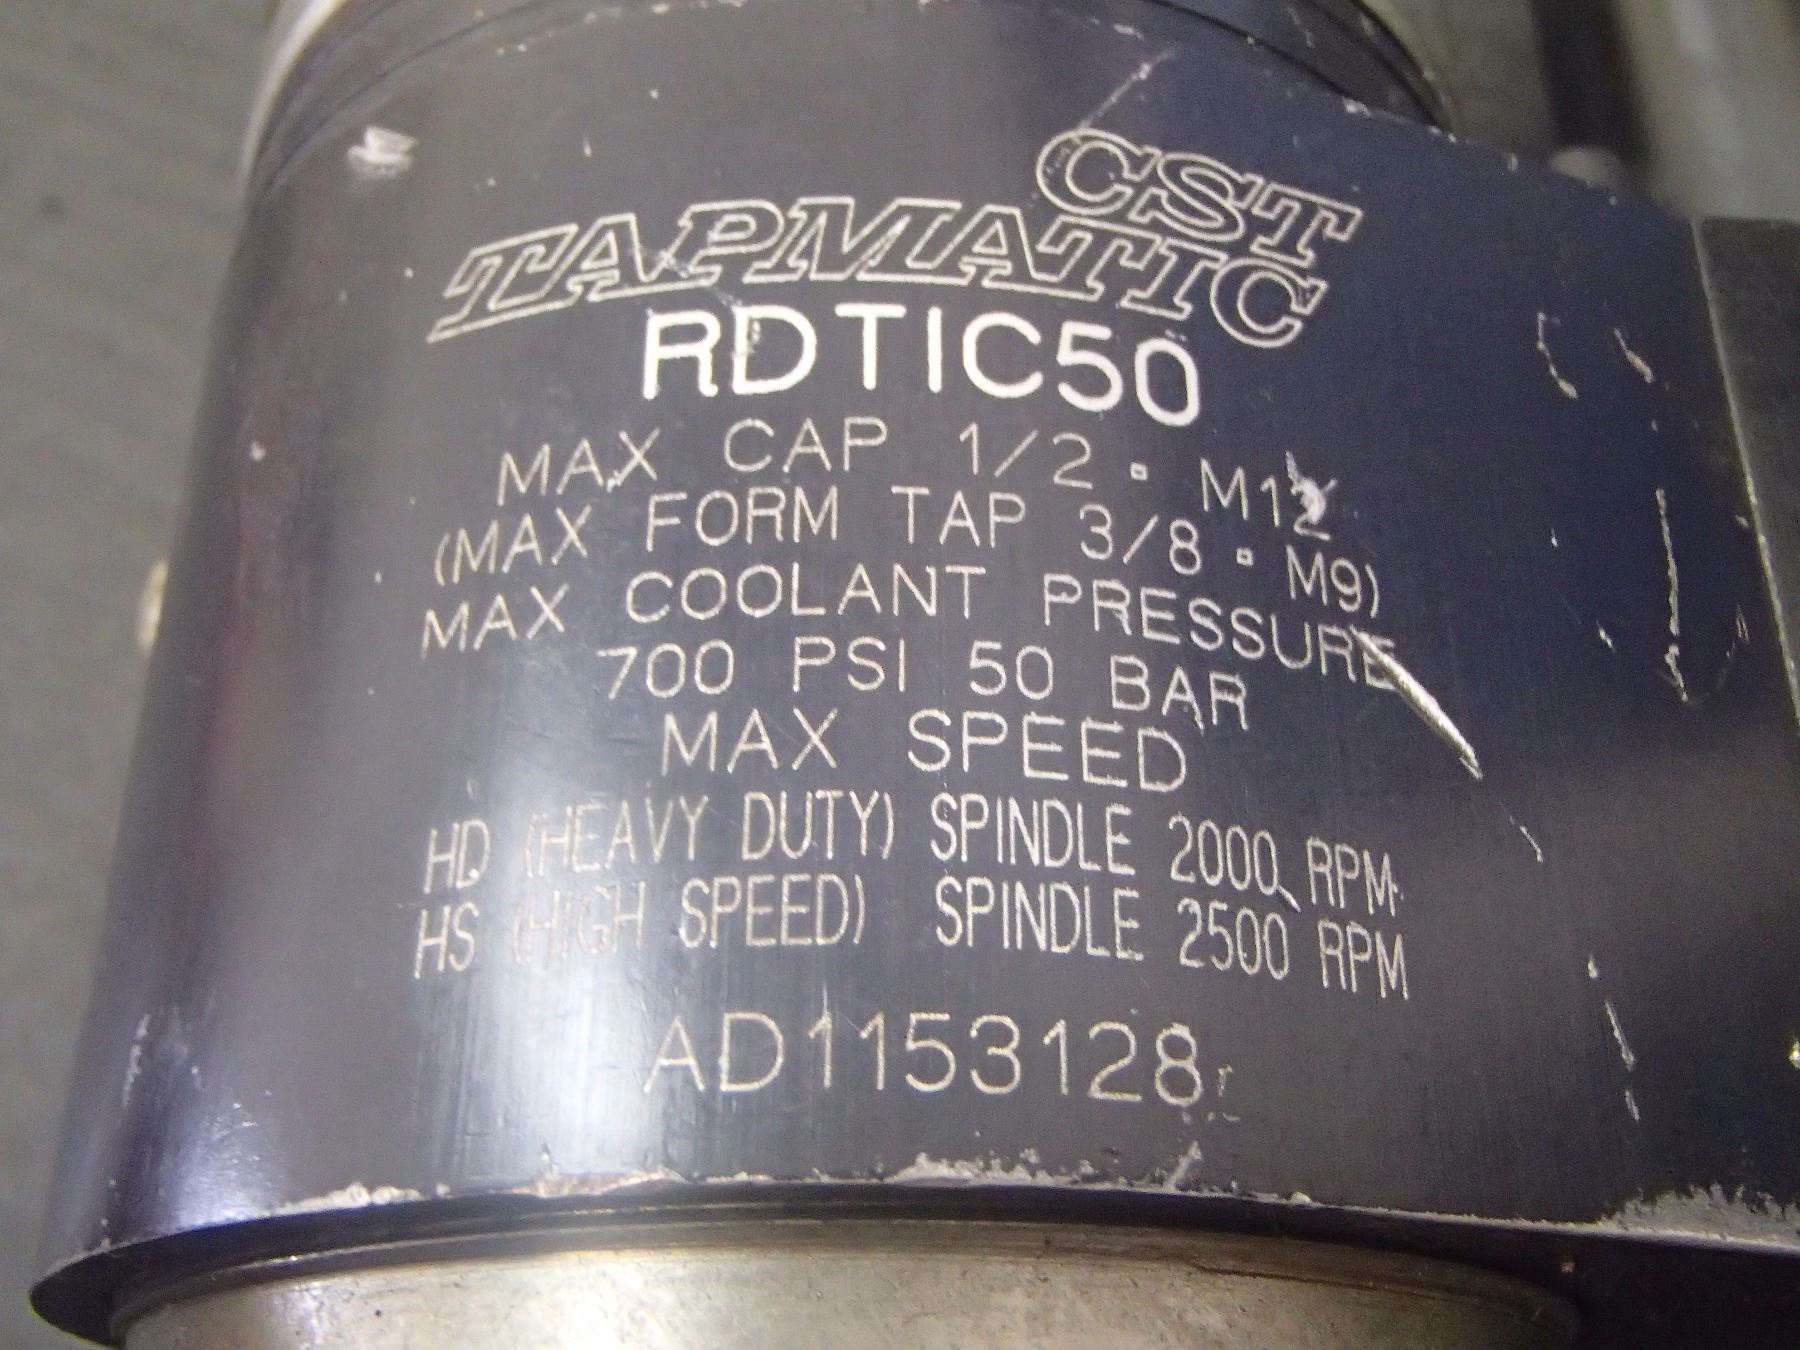 CST
TAPMATIC
RDTIC50
MAX CAP 1/2 ▫ M12
(MAX FORM TAP 3/8 ▫ M9)
MAX COOLANT PRESSURE
700 PSI 50 BAR
MAX SPEED
HD (HEAVY DUTY) SPINDLE 2000 RPM
HS (HIGH SPEED) SPINDLE 2500 RPM
AD1153128